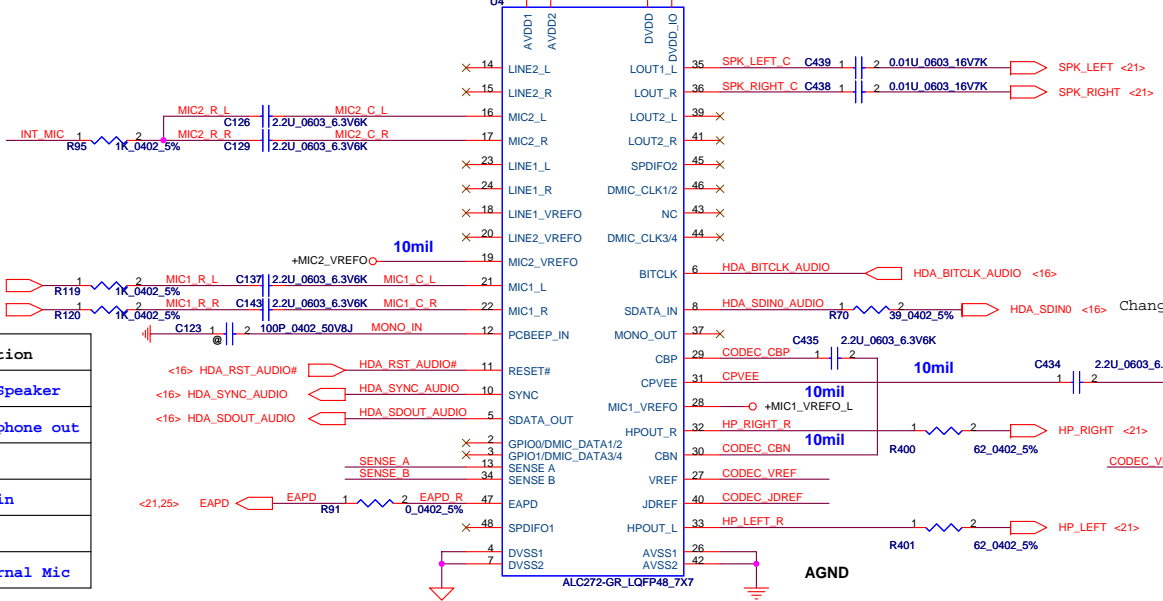 U4
AVDD1
AVDD2
DVDD
DVDD_IO
14 LINE2_L
15 LINE2_R
MIC2_R_L C126 2.2U_0603_6.3V6K MIC2_C_L 16 MIC2_L
INT_MIC 1 2 R95 1K_0402_5% MIC2_R_R C129 2.2U_0603_6.3V6K MIC2_C_R 17 MIC2_R
23 LINE1_L
24 LINE1_R
18 LINE1_VREFO
20 LINE2_VREFO
10mil
+MIC2_VREFO 19 MIC2_VREFO
1 2 R119 1K_0402_5% MIC1_R_L C137 2.2U_0603_6.3V6K MIC1_C_L 21 MIC1_L
1 2 R120 1K_0402_5% MIC1_R_R C143 2.2U_0603_6.3V6K MIC1_C_R 22 MIC1_R
C123 1 2 @ 100P_0402_50V8J MONO_IN 12 PCBEEP_IN
<16> HDA_RST_AUDIO# HDA_RST_AUDIO# 11 RESET#
<16> HDA_SYNC_AUDIO HDA_SYNC_AUDIO 10 SYNC
<16> HDA_SDOUT_AUDIO HDA_SDOUT_AUDIO 5 SDATA_OUT
2 GPIO0/DMIC_DATA1/2
3 GPIO1/DMIC_DATA3/4
SENSE_A 13 SENSE A
SENSE_B 34 SENSE B
<21,25> EAPD EAPD 1 2 R91 0_0402_5% EAPD_R 47 EAPD
48 SPDIFO1
4 DVSS1
7 DVSS2
LOUT1_L 35 SPK_LEFT_C C439 1 2 0.01U_0603_16V7K SPK_LEFT <21>
LOUT_R 36 SPK_RIGHT_C C438 1 2 0.01U_0603_16V7K SPK_RIGHT <21>
LOUT2_L 39
LOUT2_R 41
SPDIFO2 45
DMIC_CLK1/2 46
NC 43
DMIC_CLK3/4 44
BITCLK 6 HDA_BITCLK_AUDIO HDA_BITCLK_AUDIO <16>
SDATA_IN 8 HDA_SDIN0_AUDIO 1 2 R70 39_0402_5% HDA_SDIN0 <16> Chang
MONO_OUT 37
CBP 29 CODEC_CBP C435 1 2 2.2U_0603_6.3V6K
CPVEE 31 CPVEE 10mil C434 1 2 2.2U_0603_6.
MIC1_VREFO 28 10mil +MIC1_VREFO_L
HPOUT_R 32 HP_RIGHT_R 1 2 R400 62_0402_5% HP_RIGHT <21>
10mil
CBN 30 CODEC_CBN
VREF 27 CODEC_VREF
JDREF 40 CODEC_JDREF
HPOUT_L 33 HP_LEFT_R 1 2 R401 62_0402_5% HP_LEFT <21>
AVSS1 26
AVSS2 42
ALC272-GR_LQFP48_7X7
AGND
tion
Speaker
phone out
in
rnal Mic